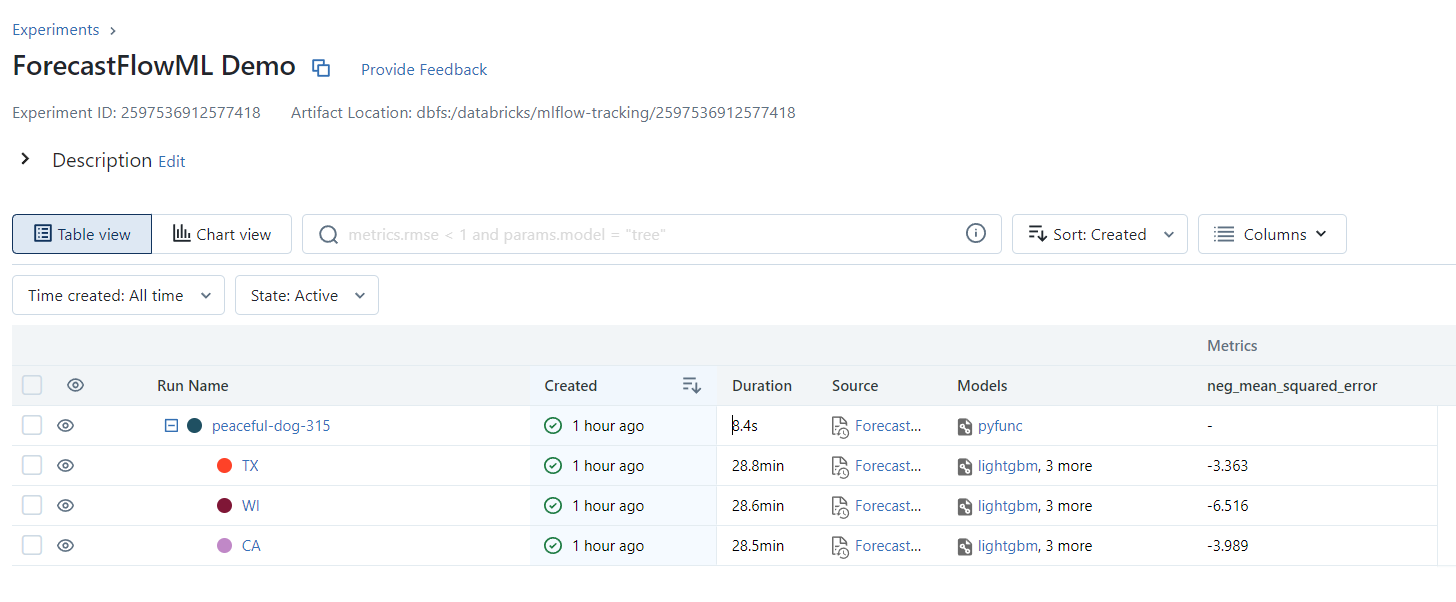 Experiments
ForecastFlowML Demo Provide Feedback
Experiment ID: 2597536912577418 Artifact Location: dbfs:/databricks/mlflow-tracking/2597536912577418
Description Edit
Table view Chart view metrics.rmse < 1 and params.model = "tree" Sort: Created Columns
Time created: All time State: Active
Metrics
Run Name Created Duration Source Models neg_mean_squared_error
peaceful-dog-315 1 hour ago 8.4s Forecast... pyfunc -
TX 1 hour ago 28.8min Forecast... lightgbm, 3 more -3.363
WI 1 hour ago 28.6min Forecast... lightgbm, 3 more -6.516
CA 1 hour ago 28.5min Forecast... lightgbm, 3 more -3.989